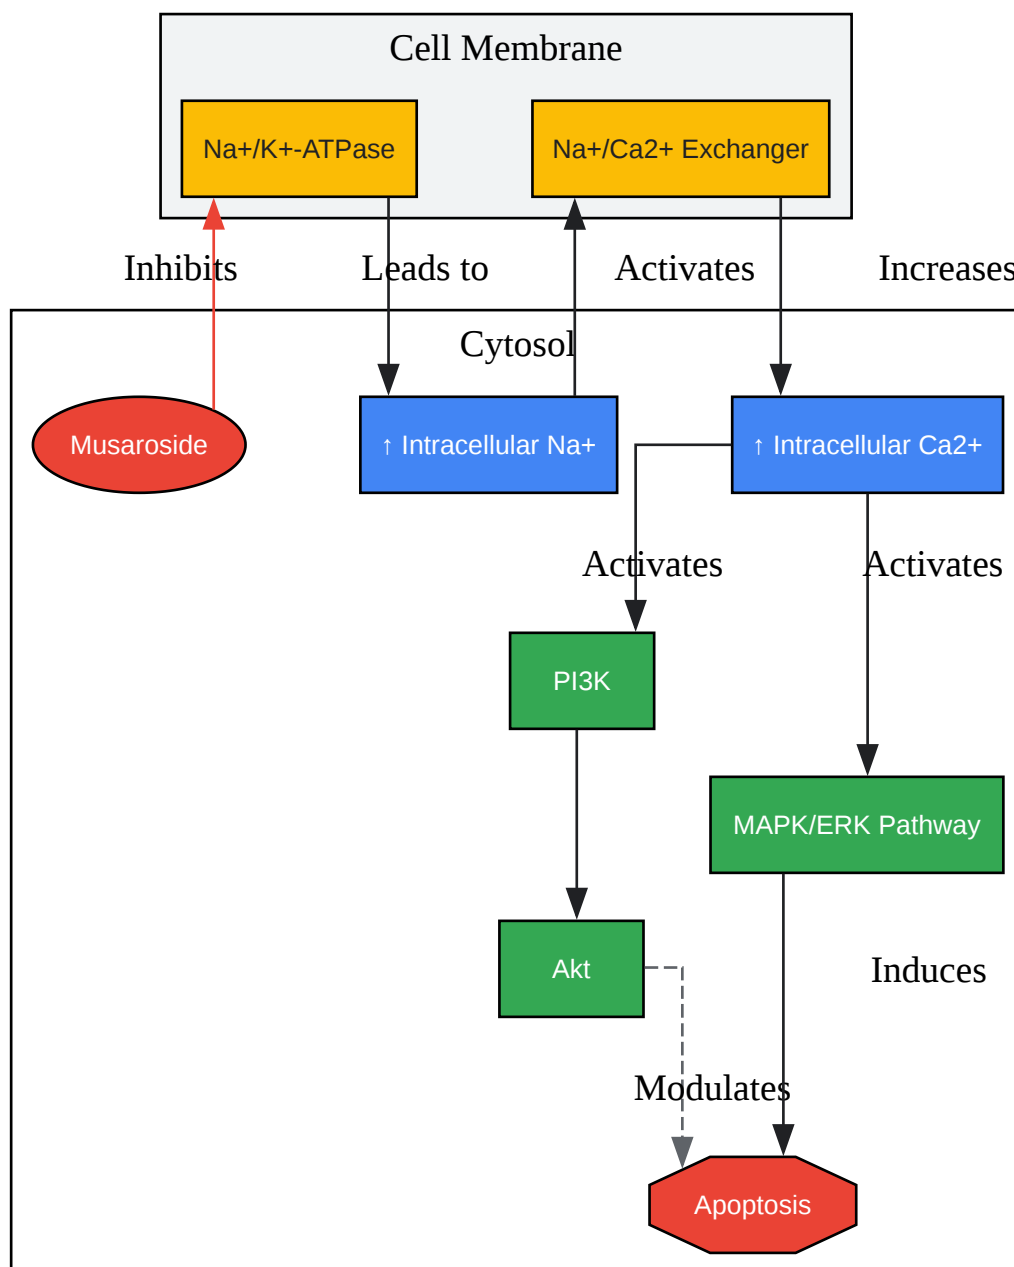 Cell Membrane
Na+/K+-ATPase
Na+/Ca2+ Exchanger
Inhibits
Leads to
Activates
Increases
Cytosol
Musaroside
↑ Intracellular Na+
↑ Intracellular Ca2+
Activates
Activates
PI3K
MAPK/ERK Pathway
Akt
Induces
Modulates
Apoptosis